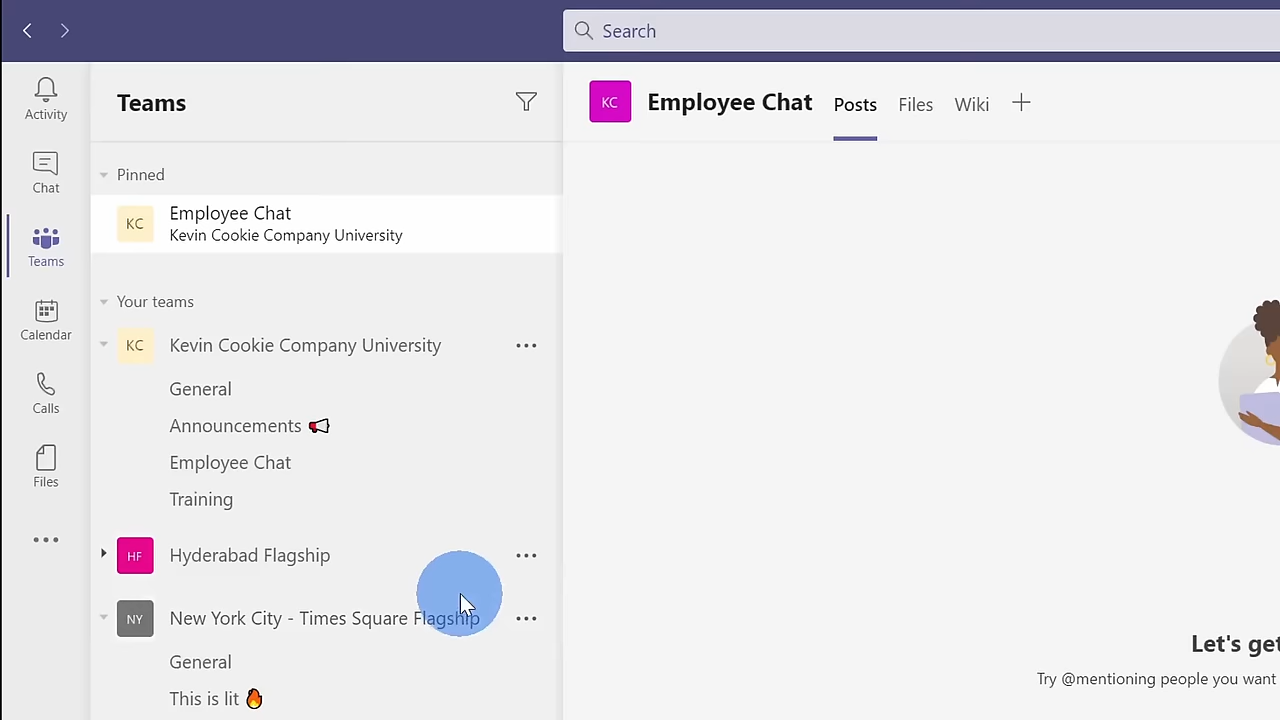 Search
Activity
Chat
Teams
Calendar
Calls
Files
Teams
Pinned
KC Employee Chat
Kevin Cookie Company University
Your teams
KC Kevin Cookie Company University
General
Announcements 📢
Employee Chat
Training
HF Hyderabad Flagship
NY New York City - Times Square Flagship
General
This is lit 🔥
KC Employee Chat Posts Files Wiki
Let's get
Try @mentioning people you want